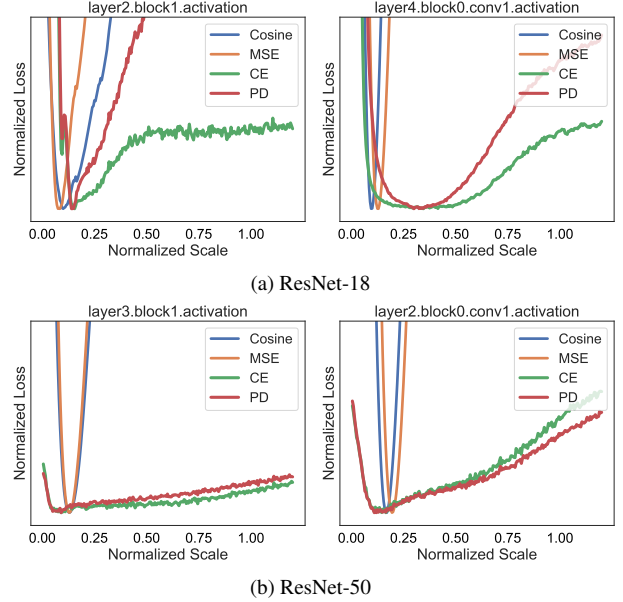 layer2.block1.activation
Normalized Loss
Cosine
MSE
CE
PD
0.00 0.25 0.50 0.75 1.00
Normalized Scale
layer4.block0.conv1.activation
Normalized Loss
Cosine
MSE
CE
PD
0.00 0.25 0.50 0.75 1.00
Normalized Scale
(a) ResNet-18
layer3.block1.activation
Normalized Loss
Cosine
MSE
CE
PD
0.00 0.25 0.50 0.75 1.00
Normalized Scale
layer2.block0.conv1.activation
Normalized Loss
Cosine
MSE
CE
PD
0.00 0.25 0.50 0.75 1.00
Normalized Scale
(b) ResNet-50